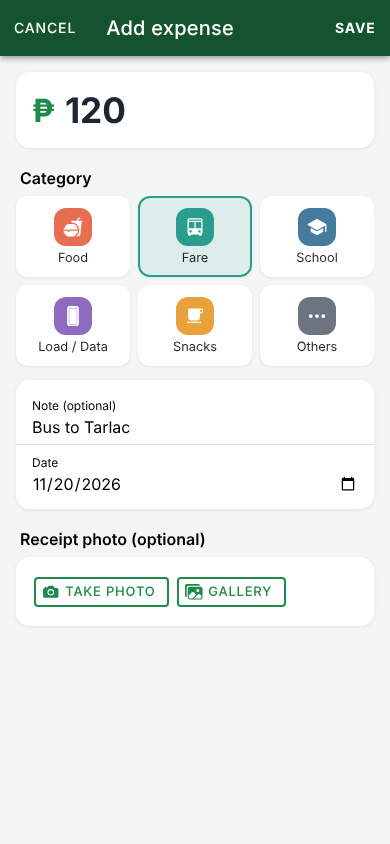 CANCEL Add expense SAVE
₱ 120
Category
Food Fare School
Load / Data Snacks Others
Note (optional)
Bus to Tarlac
Date
11/20/2026
Receipt photo (optional)
TAKE PHOTO GALLERY